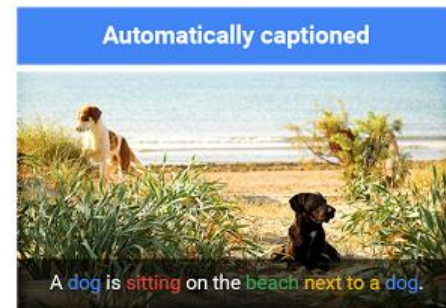 Automatically captioned
A dog is sitting on the beach next to a dog.